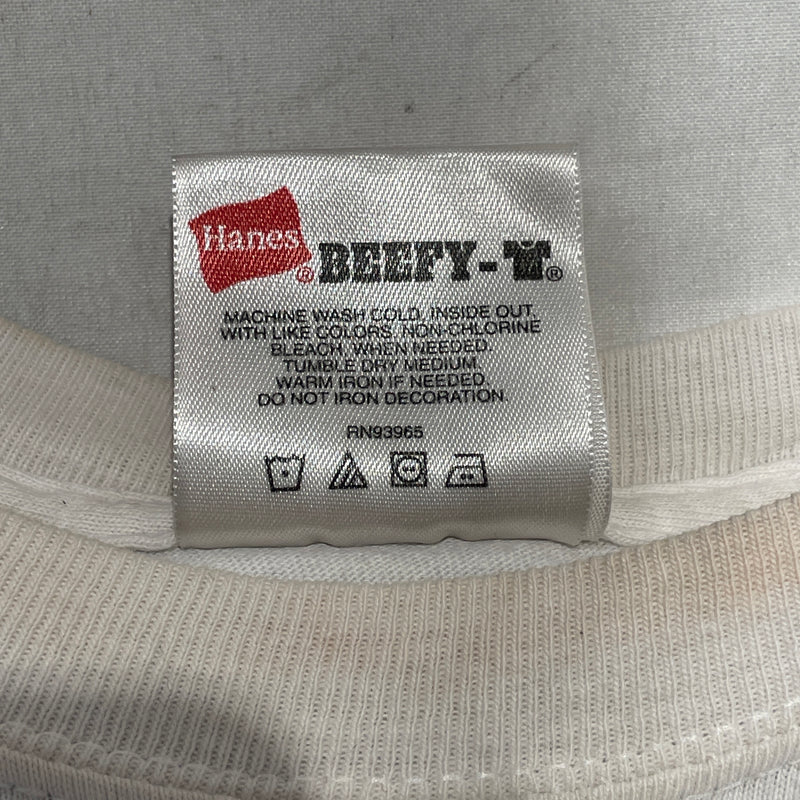 Hanes®
BEEFY-T®
MACHINE WASH COLD, INSIDE OUT,
WITH LIKE COLORS. NON-CHLORINE
BLEACH, WHEN NEEDED.
TUMBLE DRY MEDIUM.
WARM IRON IF NEEDED.
DO NOT IRON DECORATION.
RN93965